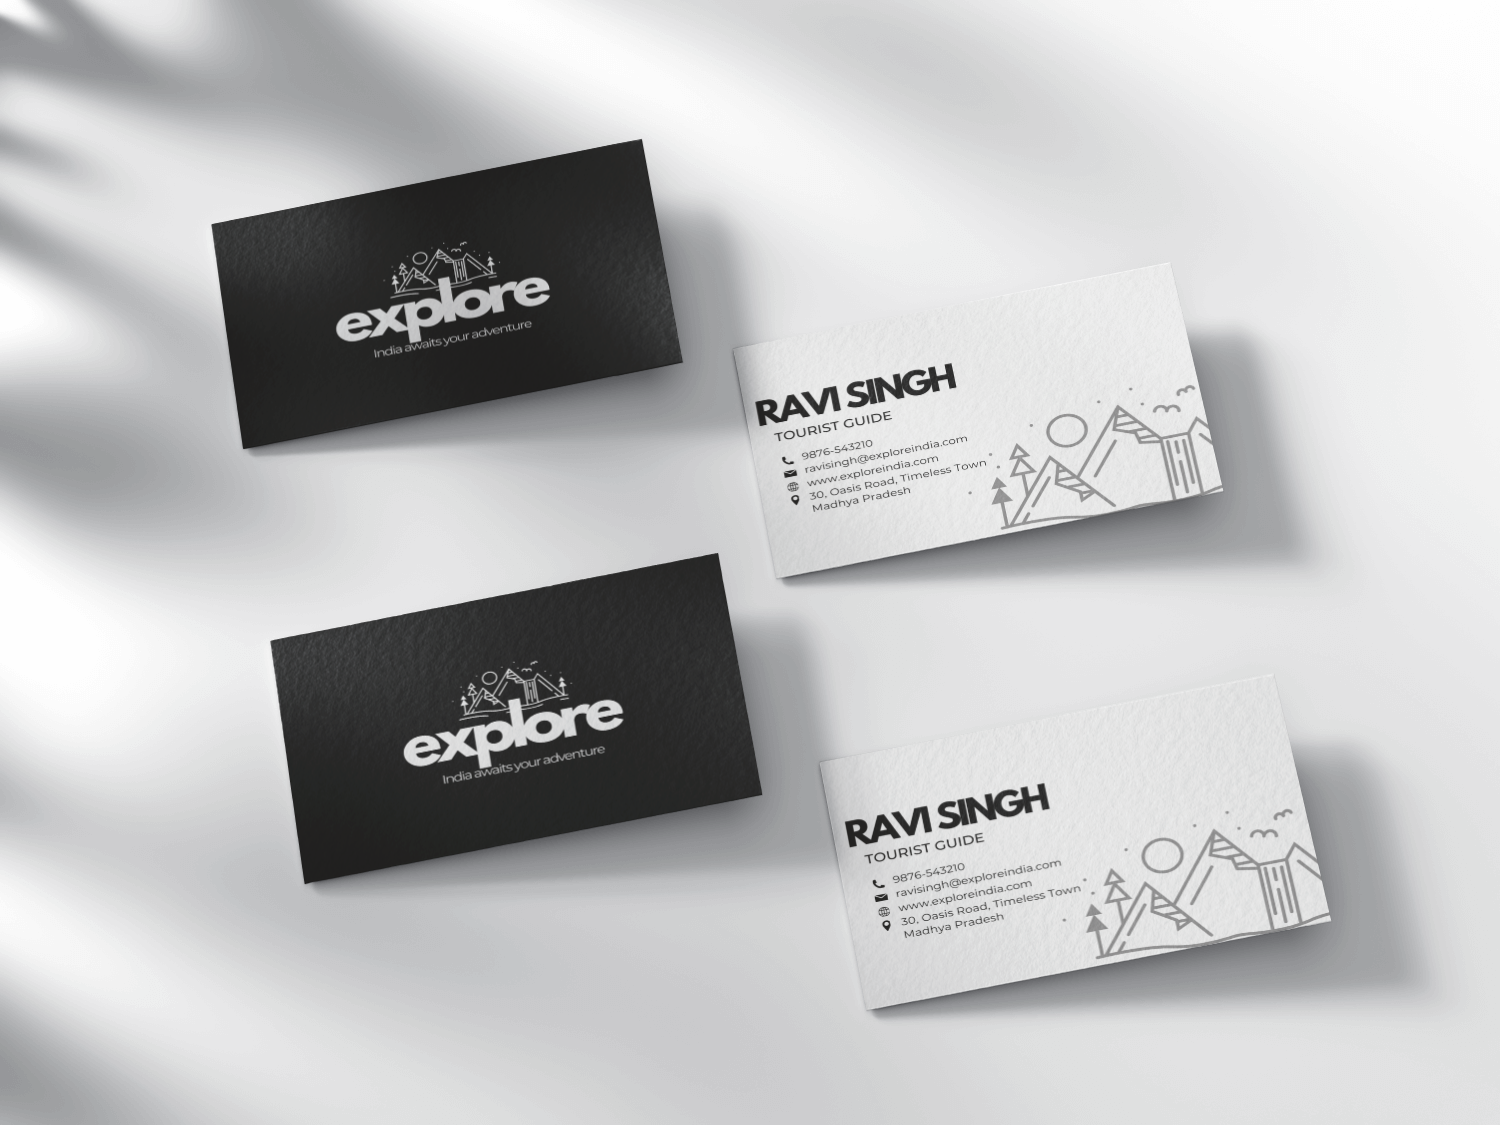 explore
India awaits your adventure
RAVI SINGH
TOURIST GUIDE
9876-543210
ravisingh@exploreindia.com
www.exploreindia.com
30, Oasis Road, Timeless Town
Madhya Pradesh
explore
India awaits your adventure
RAVI SINGH
TOURIST GUIDE
9876-543210
ravisingh@exploreindia.com
www.exploreindia.com
30, Oasis Road, Timeless Town
Madhya Pradesh